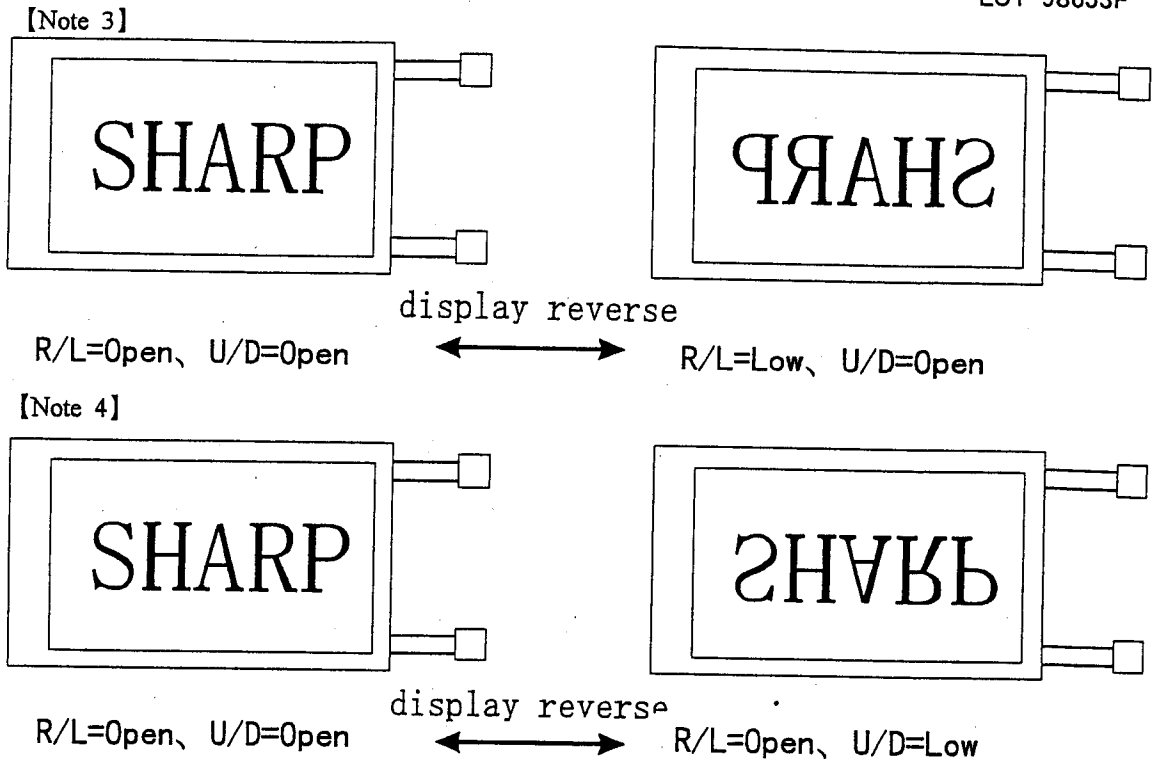 【Note 3】
SHARP
SHARP
display reverse
R/L=Open、 U/D=Open
R/L=Low、 U/D=Open
【Note 4】
SHARP
SHARP
display reverse
R/L=Open、 U/D=Open
R/L=Open、 U/D=Low